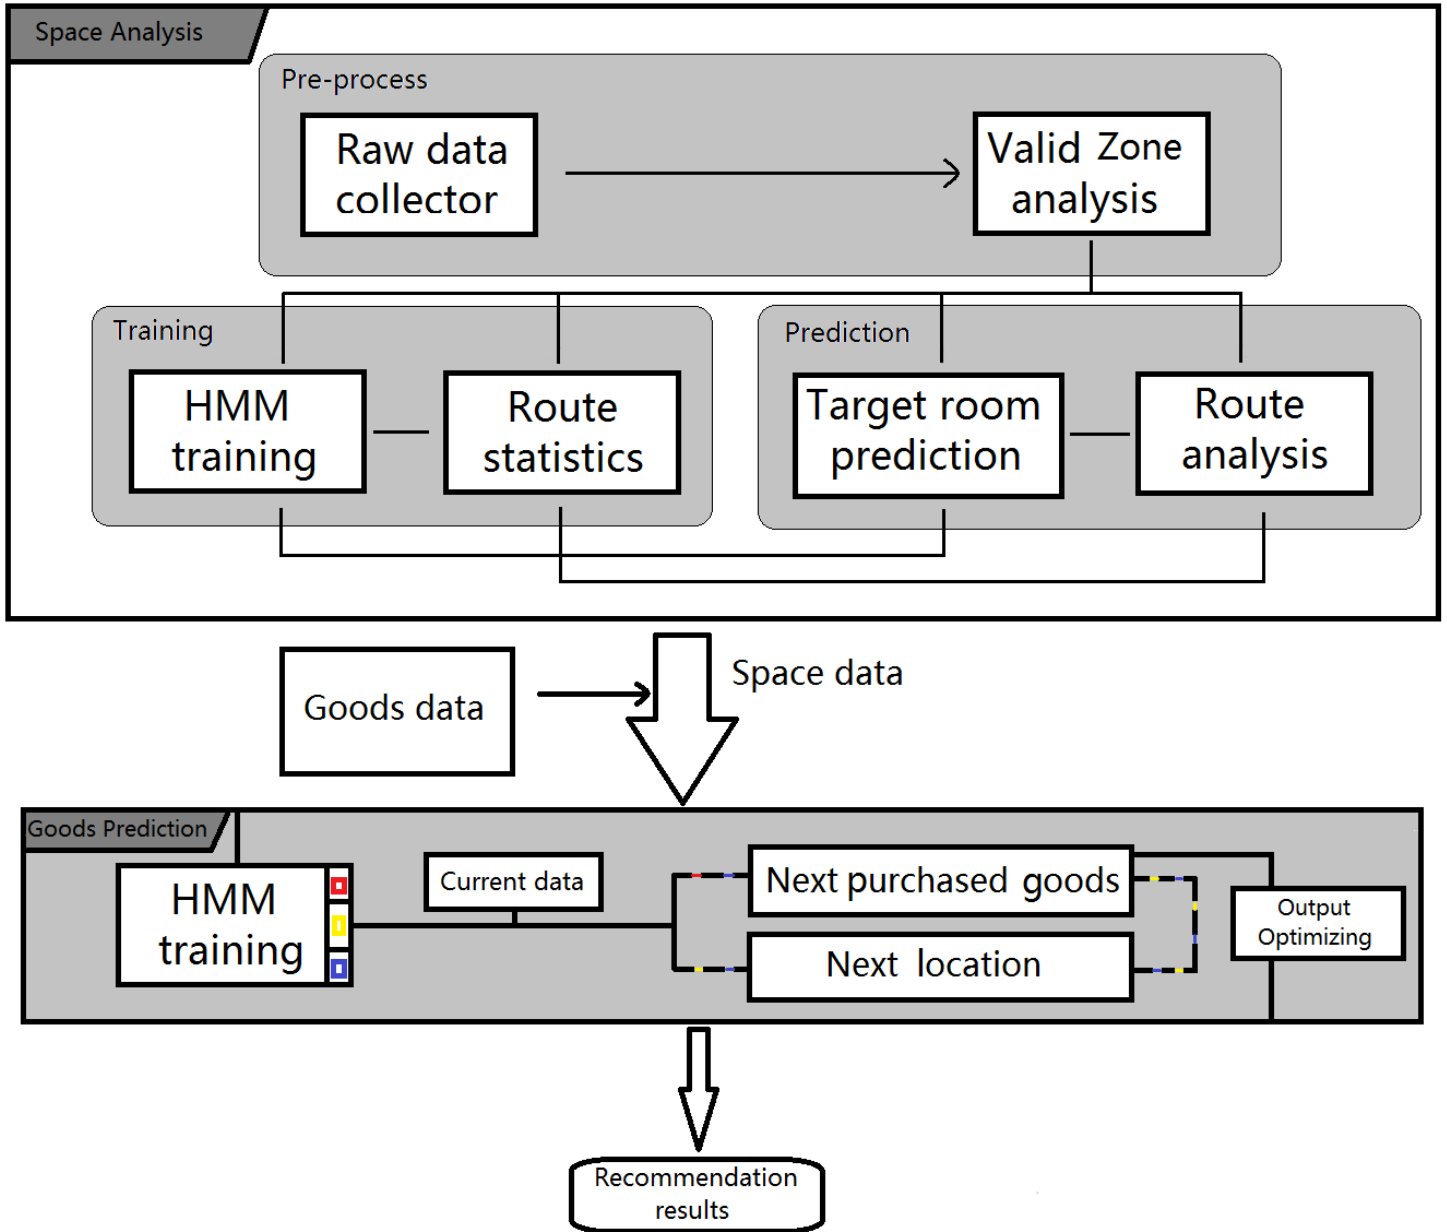 Space Analysis
Pre-process
Raw data
collector
Valid Zone
analysis
Training
HMM
training
Route
statistics
Prediction
Target room
prediction
Route
analysis
Goods data
Space data
Goods Prediction
HMM
training
Current data
Next purchased goods
Next location
Output
Optimizing
Recommendation
results